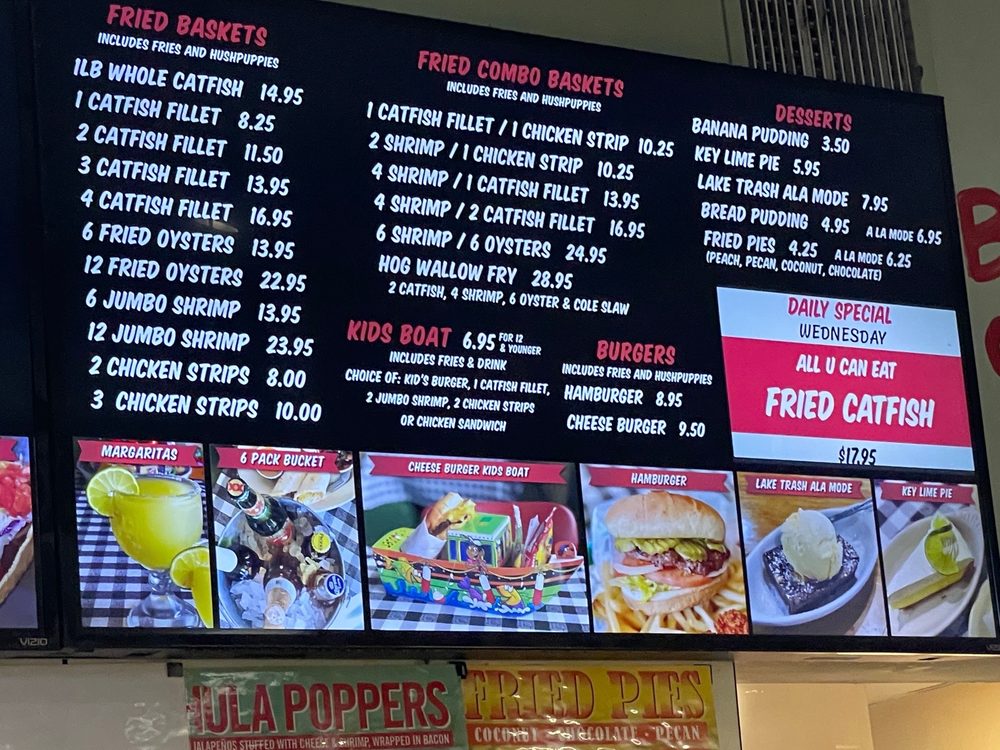 FRIED BASKETS
INCLUDES FRIES AND HUSHPUPPIES
1LB WHOLE CATFISH 14.95
1 CATFISH FILLET 8.25
2 CATFISH FILLET 11.50
3 CATFISH FILLET 13.95
4 CATFISH FILLET 16.95
6 FRIED OYSTERS 13.95
12 FRIED OYSTERS 22.95
6 JUMBO SHRIMP 13.95
12 JUMBO SHRIMP 23.95
2 CHICKEN STRIPS 8.00
3 CHICKEN STRIPS 10.00
FRIED COMBO BASKETS
INCLUDES FRIES AND HUSHPUPPIES
1 CATFISH FILLET / 1 CHICKEN STRIP 10.25
2 SHRIMP / 1 CHICKEN STRIP 10.25
4 SHRIMP / 1 CATFISH FILLET 13.95
4 SHRIMP / 2 CATFISH FILLET 16.95
6 SHRIMP / 6 OYSTERS 24.95
HOG WALLOW FRY 28.95
2 CATFISH, 4 SHRIMP, 6 OYSTER & COLE SLAW
KIDS BOAT 6.95 FOR 12
& YOUNGER
INCLUDES FRIES & DRINK
CHOICE OF: KID'S BURGER, 1 CATFISH FILLET,
2 JUMBO SHRIMP, 2 CHICKEN STRIPS
OR CHICKEN SANDWICH
BURGERS
INCLUDES FRIES AND HUSHPUPPIES
HAMBURGER 8.95
CHEESE BURGER 9.50
DESSERTS
BANANA PUDDING 3.50
KEY LIME PIE 5.95
LAKE TRASH ALA MODE 7.95
BREAD PUDDING 4.95 A LA MODE 6.95
FRIED PIES 4.25 A LA MODE 6.25
(PEACH, PECAN, COCONUT, CHOCOLATE)
DAILY SPECIAL
WEDNESDAY
ALL U CAN EAT
FRIED CATFISH
$17.95
MARGARITAS
6 PACK BUCKET
CHEESE BURGER KIDS BOAT
HAMBURGER
LAKE TRASH ALA MODE
KEY LIME PIE
VIZIO
HULA POPPERS
JALAPEÑOS STUFFED WITH CHEESE & SHRIMP, WRAPPED IN BACON
FRIED PIES
COCONUT - CHOCOLATE - PECAN